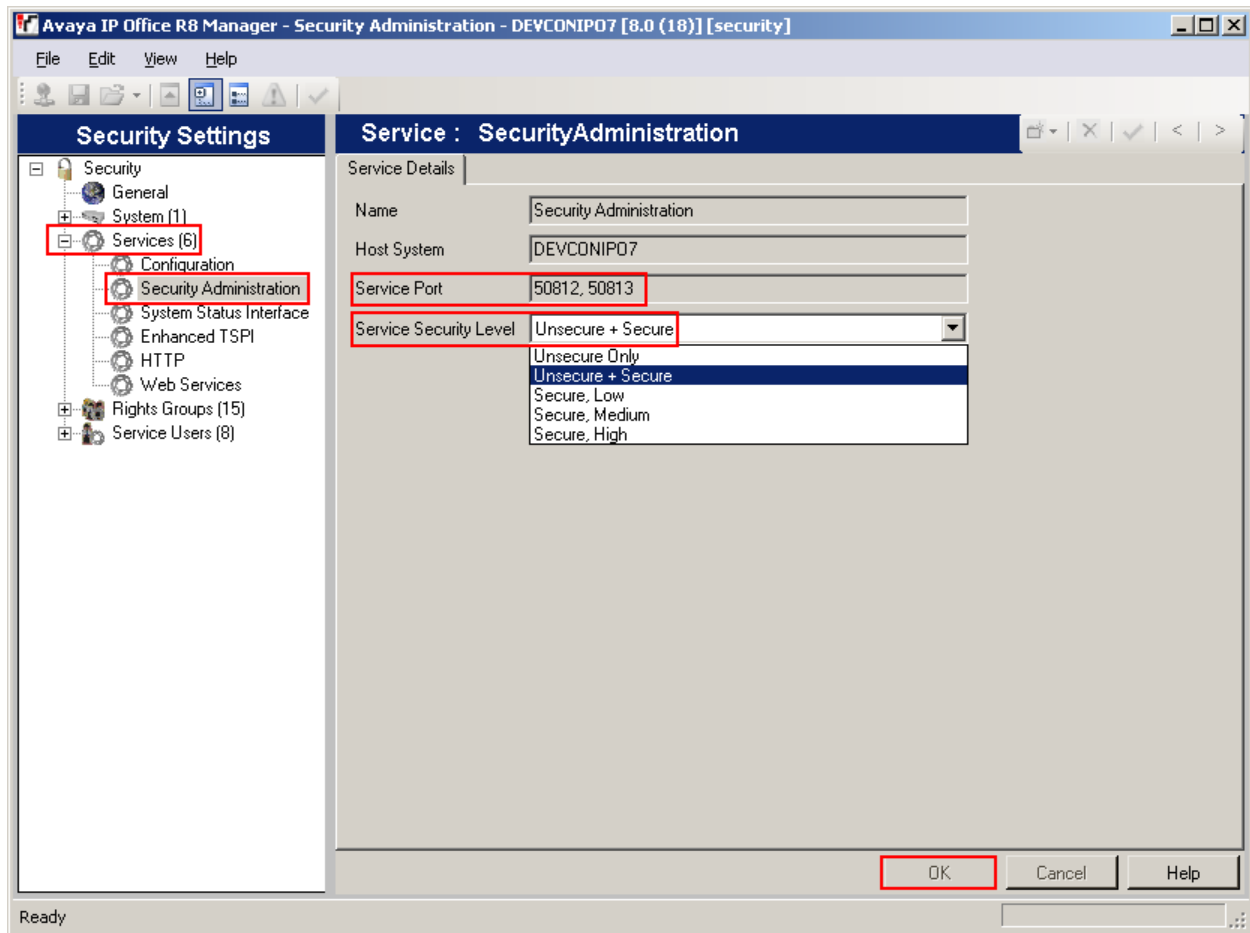 Avaya IP Office R8 Manager - Security Administration - DEVCONIPO7 [8.0 (18)] [security]
File Edit View Help
Security Settings
Security
General
System (1)
Services (6)
Configuration
Security Administration
System Status Interface
Enhanced TSPI
HTTP
Web Services
Rights Groups (15)
Service Users (8)
Service : SecurityAdministration
Service Details
Name Security Administration
Host System DEVCONIPO7
Service Port 50812, 50813
Service Security Level Unsecure + Secure
Unsecure Only
Unsecure + Secure
Secure, Low
Secure, Medium
Secure, High
OK Cancel Help
Ready